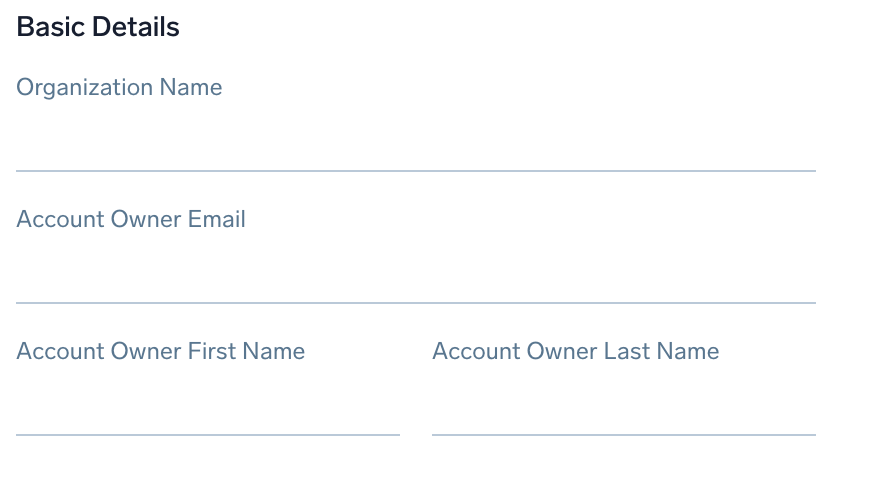 Basic Details
Organization Name
Account Owner Email
Account Owner First Name
Account Owner Last Name